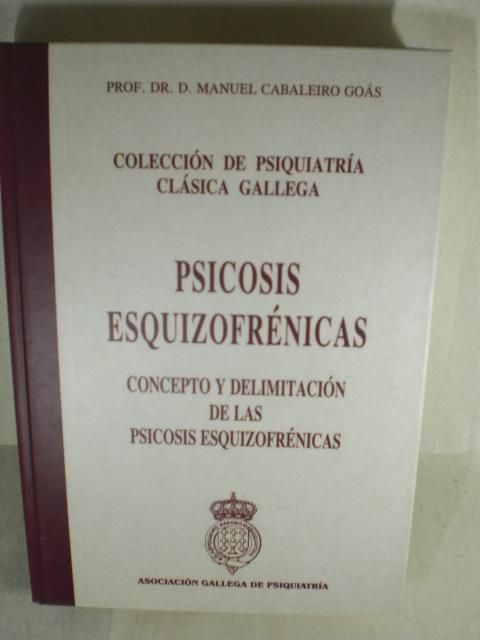 PROF. DR. D. MANUEL CABALEIRO GOÁS
COLECCIÓN DE PSIQUIATRÍA
CLÁSICA GALLEGA
PSICOSIS
ESQUIZOFRÉNICAS
CONCEPTO Y DELIMITACIÓN
DE LAS
PSICOSIS ESQUIZOFRÉNICAS
ASOCIACIÓN GALLEGA DE PSIQUIATRÍA